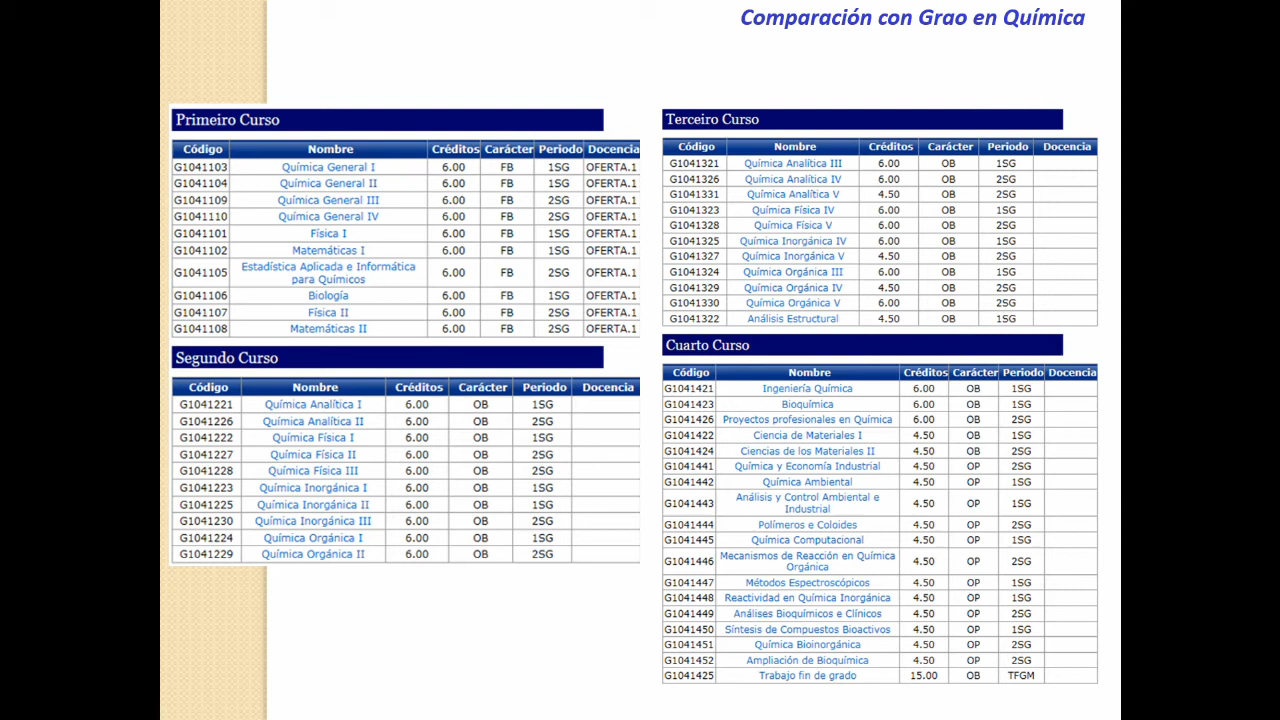 Comparación con Grao en Química
Primeiro Curso
Código Nombre Créditos Carácter Periodo Docencia
G1041103 Química General I 6.00 FB 1SG OFERTA.1
G1041104 Química General II 6.00 FB 1SG OFERTA.1
G1041109 Química General III 6.00 FB 2SG OFERTA.1
G1041110 Química General IV 6.00 FB 2SG OFERTA.1
G1041101 Física I 6.00 FB 1SG OFERTA.1
G1041102 Matemáticas I 6.00 FB 1SG OFERTA.1
G1041105 Estadística Aplicada e Informática
para Químicos 6.00 FB 2SG OFERTA.1
G1041106 Biología 6.00 FB 1SG OFERTA.1
G1041107 Física II 6.00 FB 2SG OFERTA.1
G1041108 Matemáticas II 6.00 FB 2SG OFERTA.1
Segundo Curso
Código Nombre Créditos Carácter Periodo Docencia
G1041221 Química Analítica I 6.00 OB 1SG
G1041226 Química Analítica II 6.00 OB 2SG
G1041222 Química Física I 6.00 OB 1SG
G1041227 Química Física II 6.00 OB 2SG
G1041228 Química Física III 6.00 OB 2SG
G1041223 Química Inorgánica I 6.00 OB 1SG
G1041225 Química Inorgánica II 6.00 OB 1SG
G1041230 Química Inorgánica III 6.00 OB 2SG
G1041224 Química Orgánica I 6.00 OB 1SG
G1041229 Química Orgánica II 6.00 OB 2SG
Terceiro Curso
Código Nombre Créditos Carácter Periodo Docencia
G1041321 Química Analítica III 6.00 OB 1SG
G1041326 Química Analítica IV 6.00 OB 2SG
G1041331 Química Analítica V 4.50 OB 2SG
G1041323 Química Física IV 6.00 OB 1SG
G1041328 Química Física V 6.00 OB 2SG
G1041325 Química Inorgánica IV 6.00 OB 1SG
G1041327 Química Inorgánica V 4.50 OB 2SG
G1041324 Química Orgánica III 6.00 OB 1SG
G1041329 Química Orgánica IV 4.50 OB 2SG
G1041330 Química Orgánica V 6.00 OB 2SG
G1041322 Análisis Estructural 4.50 OB 1SG
Cuarto Curso
Código Nombre Créditos Carácter Periodo Docencia
G1041421 Ingeniería Química 6.00 OB 1SG
G1041423 Bioquímica 6.00 OB 1SG
G1041426 Proyectos profesionales en Química 6.00 OB 2SG
G1041422 Ciencia de Materiales I 4.50 OB 1SG
G1041424 Ciencias de los Materiales II 4.50 OB 2SG
G1041441 Química y Economía Industrial 4.50 OP 2SG
G1041442 Química Ambiental 4.50 OP 1SG
G1041443 Análisis y Control Ambiental e
Industrial 4.50 OP 1SG
G1041444 Polímeros e Coloides 4.50 OP 2SG
G1041445 Química Computacional 4.50 OP 1SG
G1041446 Mecanismos de Reacción en Química
Orgánica 4.50 OP 2SG
G1041447 Métodos Espectroscópicos 4.50 OP 1SG
G1041448 Reactividad en Química Inorgánica 4.50 OP 1SG
G1041449 Análises Bioquímicos e Clínicos 4.50 OP 2SG
G1041450 Síntesis de Compuestos Bioactivos 4.50 OP 1SG
G1041451 Química Bioinorgánica 4.50 OP 2SG
G1041452 Ampliación de Bioquímica 4.50 OP 2SG
G1041425 Trabajo fin de grado 15.00 OB TFGM